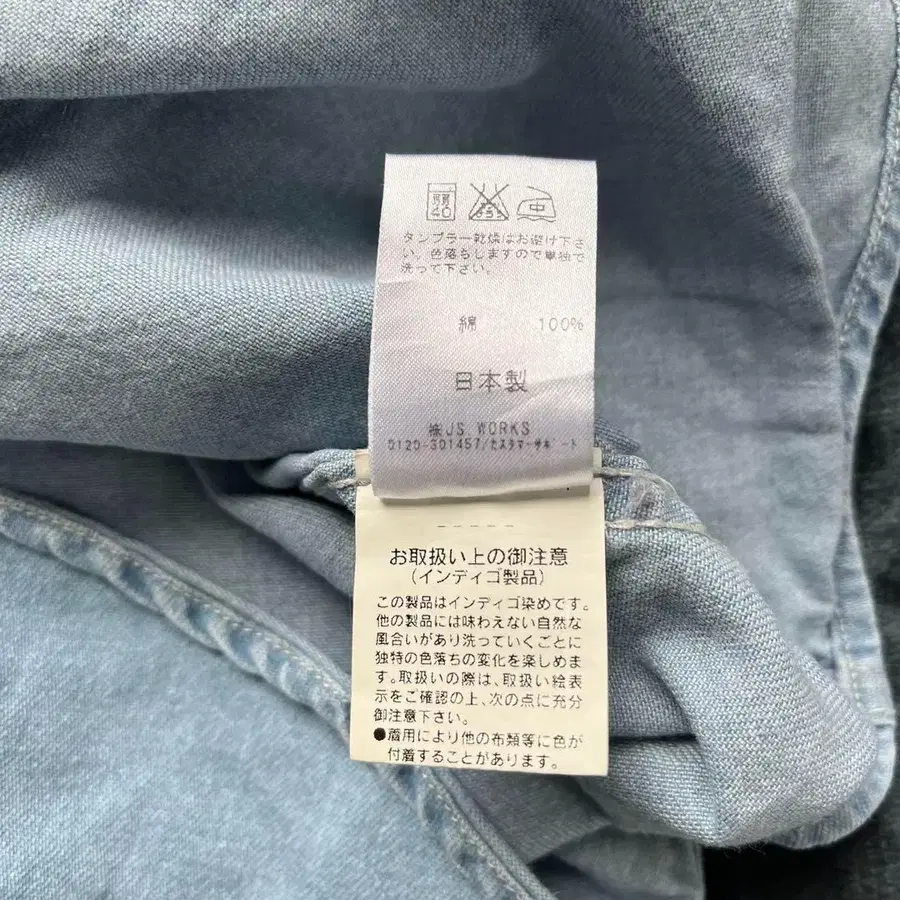 40
中
タンブラー乾燥はお避け下さ
い。色落ちしますので単独で
洗って下さい。
綿 100%
日本製
㈱JS WORKS
0120-301457/カスタマーサポート
お取扱い上の御注意
(インディゴ製品)
この製品はインディゴ染めです。
他の製品には味わえない自然な
風合いがあり洗っていくごとに
独特の色落ちの変化を楽しめま
す。取扱いの際は、取扱い絵表
示をご確認の上、次の点に充分
御注意下さい。
●着用により他の布類等に色が
付着することがあります。